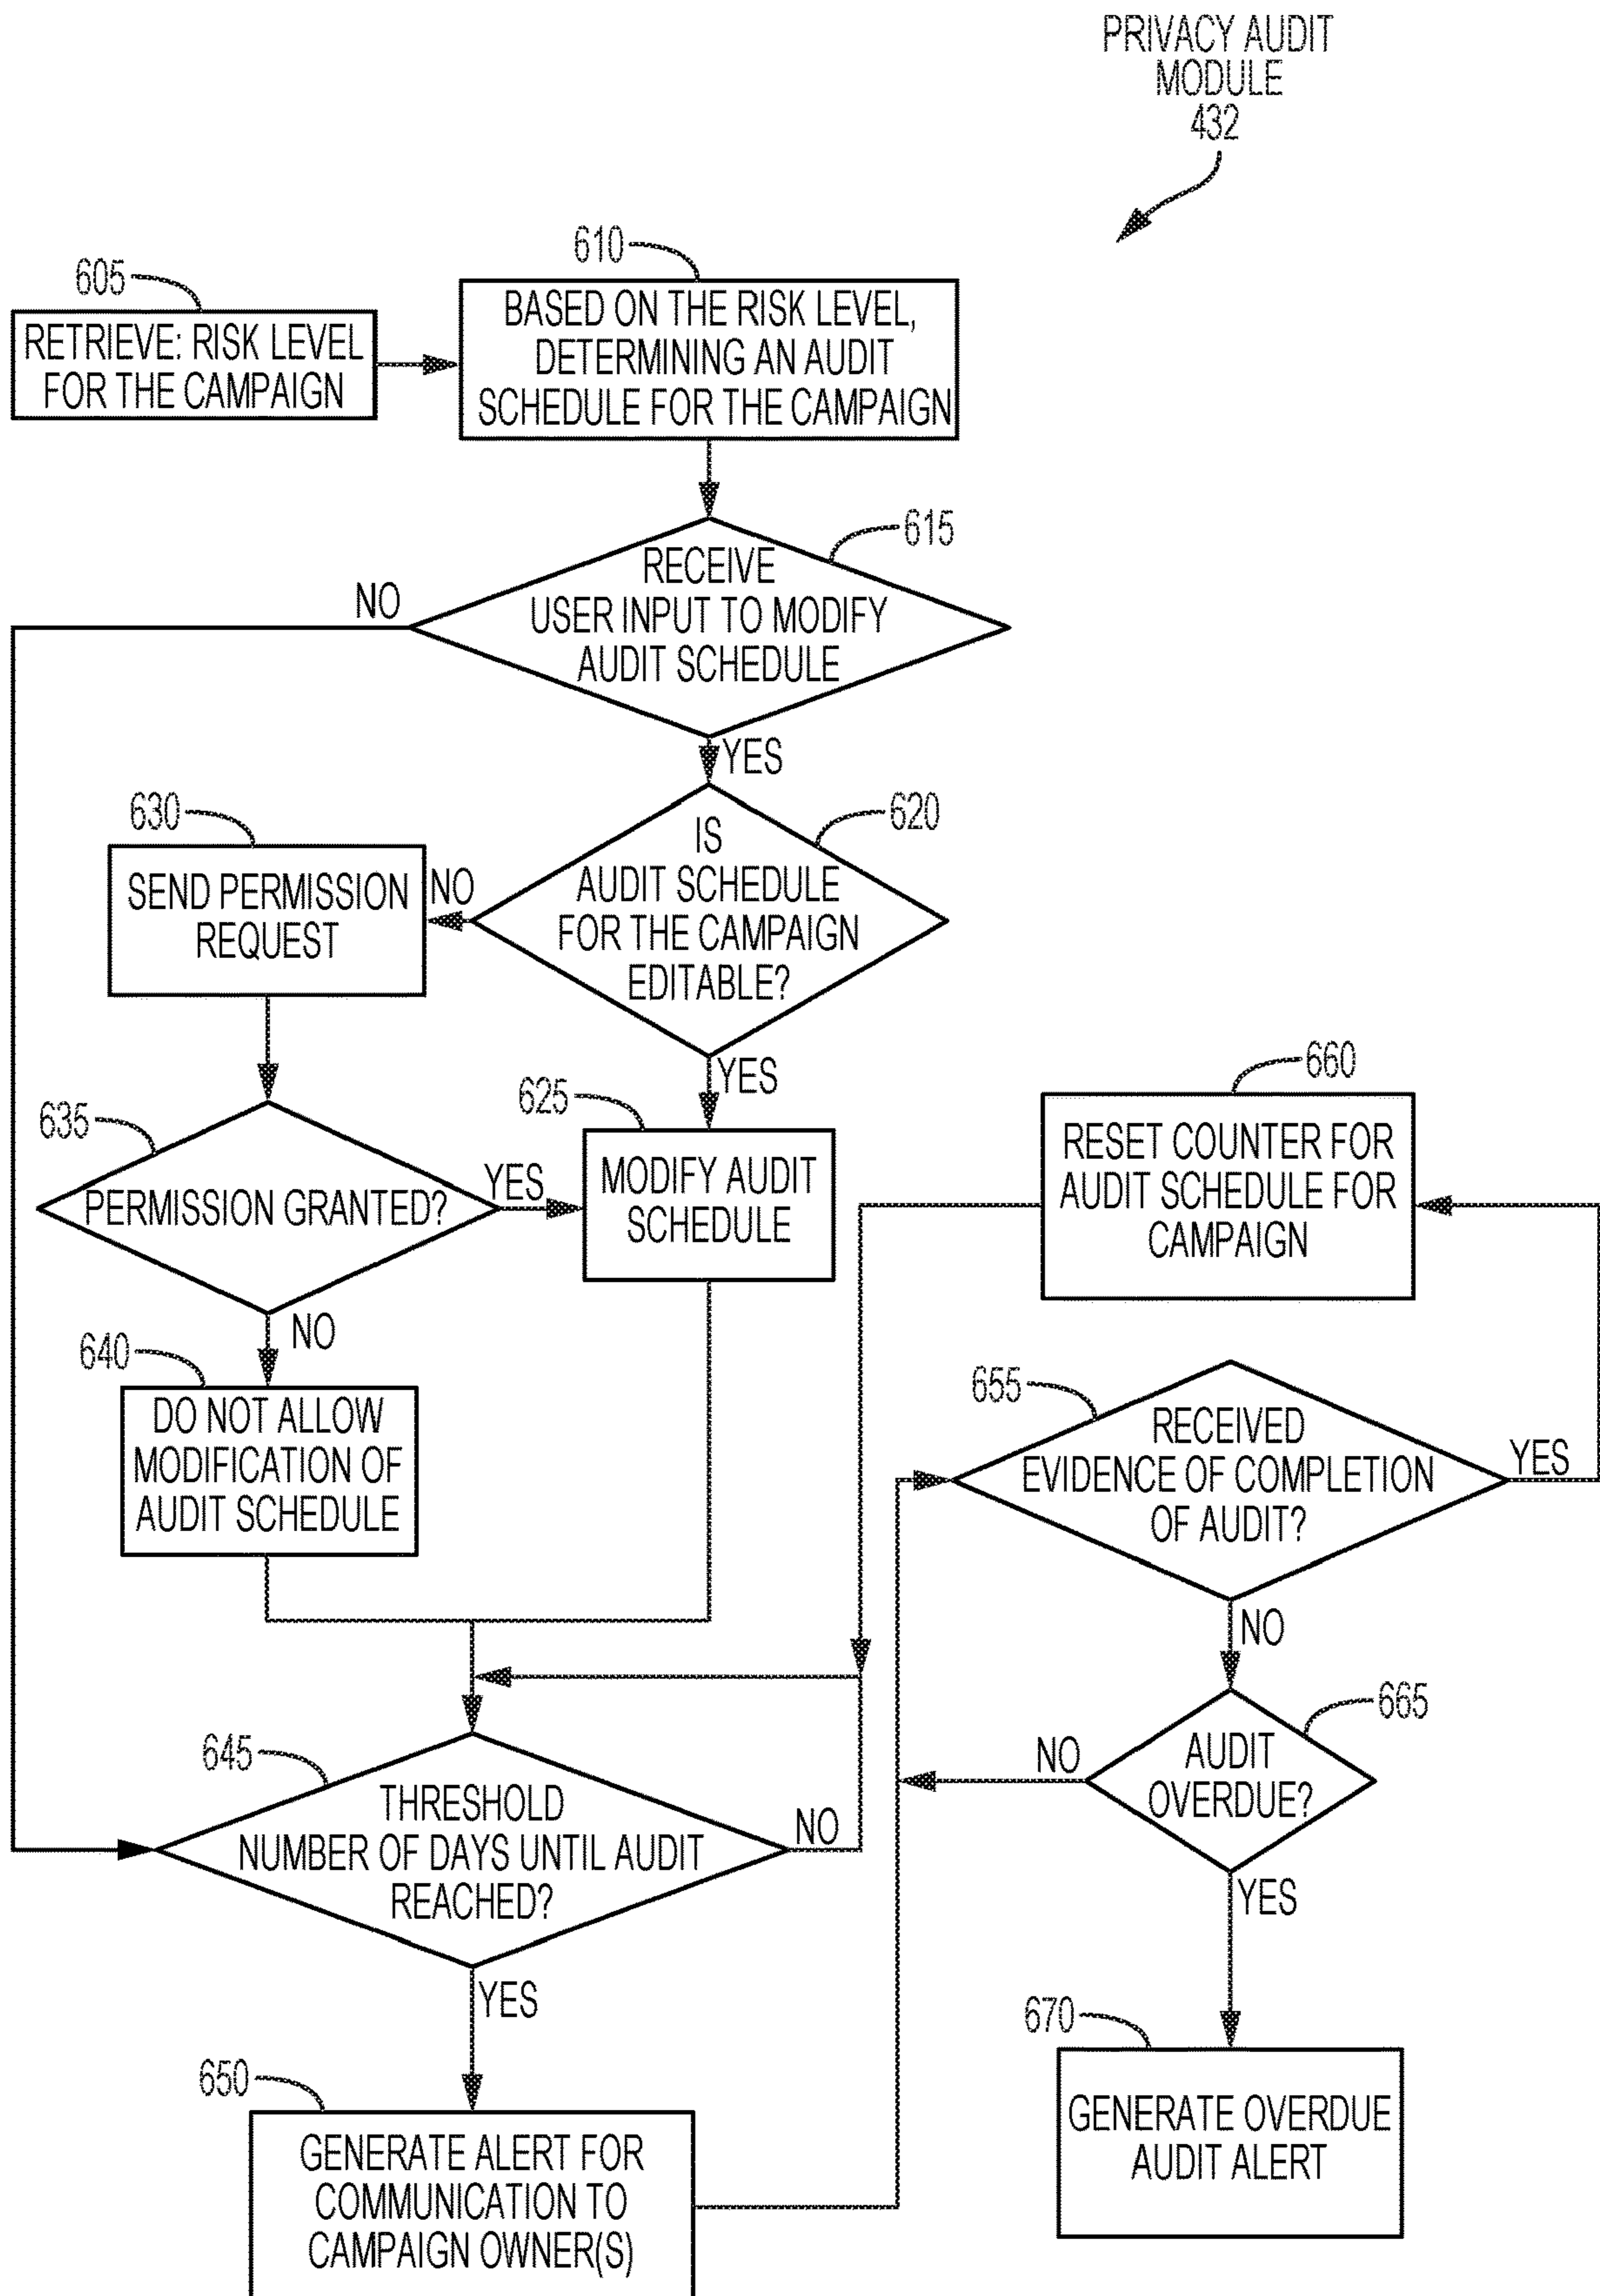 PRIVACY AUDIT
MODULE
432
605
RETRIEVE: RISK LEVEL
FOR THE CAMPAIGN
610
BASED ON THE RISK LEVEL,
DETERMINING AN AUDIT
SCHEDULE FOR THE CAMPAIGN
615
RECEIVE
USER INPUT TO MODIFY
AUDIT SCHEDULE
NO
YES
620
IS
AUDIT SCHEDULE
FOR THE CAMPAIGN
EDITABLE?
NO
YES
630
SEND PERMISSION
REQUEST
635
PERMISSION GRANTED?
YES
NO
625
MODIFY AUDIT
SCHEDULE
640
DO NOT ALLOW
MODIFICATION OF
AUDIT SCHEDULE
645
THRESHOLD
NUMBER OF DAYS UNTIL AUDIT
REACHED?
NO
YES
650
GENERATE ALERT FOR
COMMUNICATION TO
CAMPAIGN OWNER(S)
660
RESET COUNTER FOR
AUDIT SCHEDULE FOR
CAMPAIGN
655
RECEIVED
EVIDENCE OF COMPLETION
OF AUDIT?
YES
NO
665
AUDIT
OVERDUE?
NO
YES
670
GENERATE OVERDUE
AUDIT ALERT